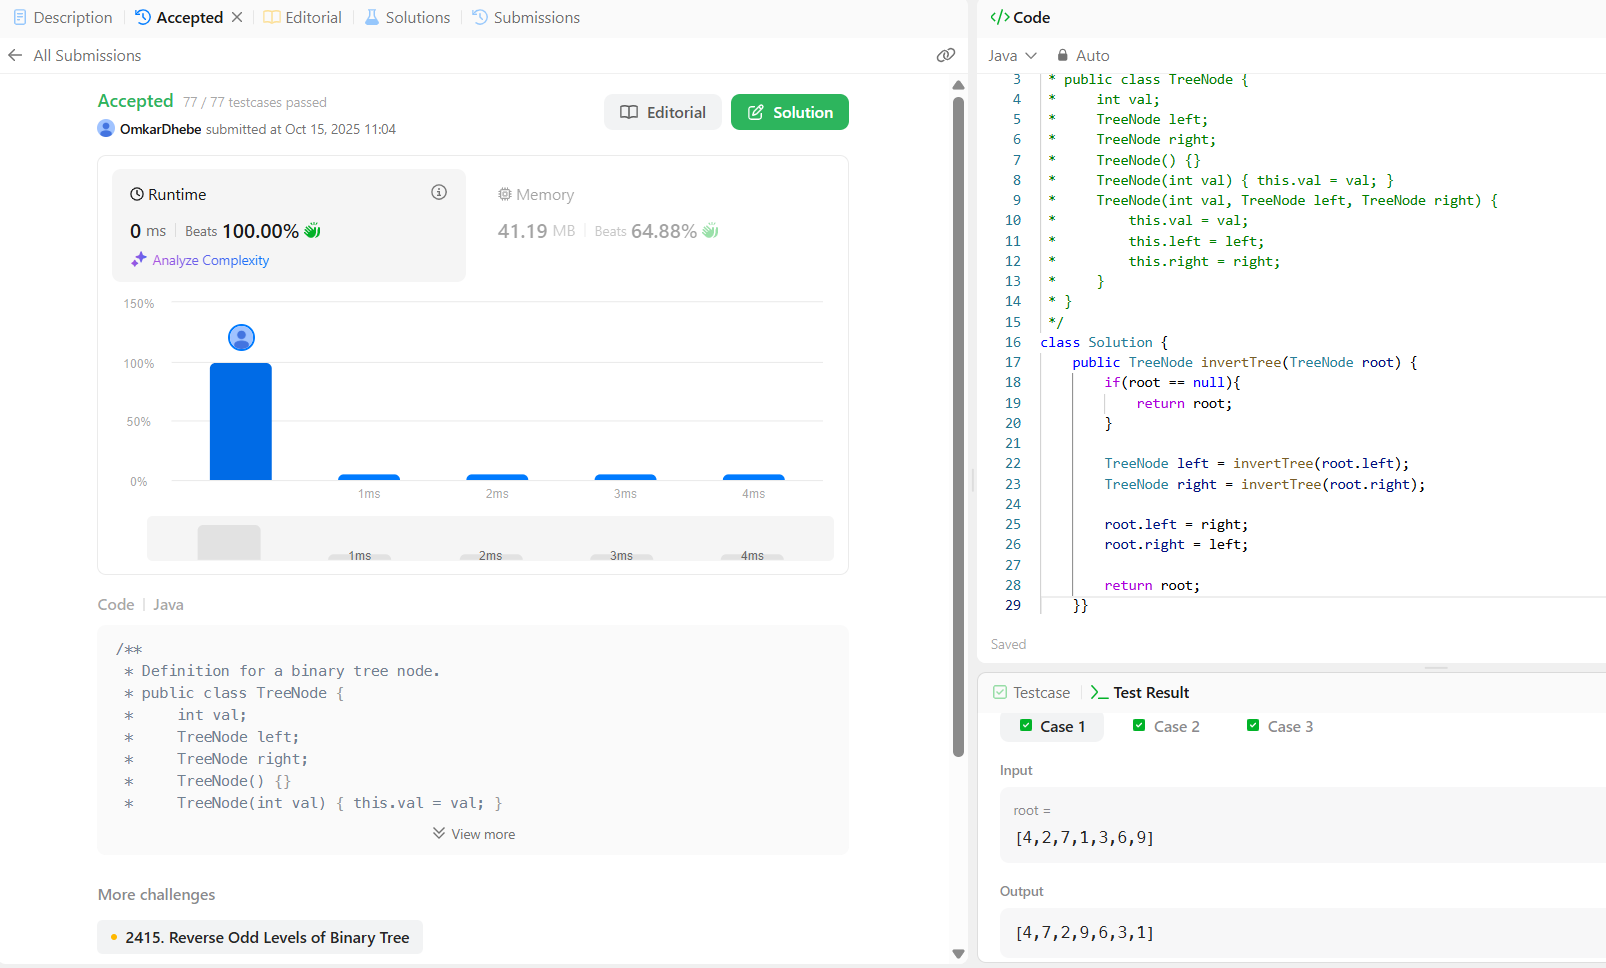 Description
Accepted
Editorial
Solutions
Submissions
All Submissions
Accepted 77 / 77 testcases passed
OmkarDhebe submitted at Oct 15, 2025 11:04
Editorial
Solution
Runtime
0 ms Beats 100.00%
Analyze Complexity
Memory
41.19 MB Beats 64.88%
150%
100%
50%
0%
1ms
2ms
3ms
4ms
1ms
2ms
3ms
4ms
Code Java
/**
* Definition for a binary tree node.
* public class TreeNode {
*     int val;
*     TreeNode left;
*     TreeNode right;
*     TreeNode() {}
*     TreeNode(int val) { this.val = val; }
View more
More challenges
2415. Reverse Odd Levels of Binary Tree
</> Code
Java Auto
3 * public class TreeNode {
4 *     int val;
5 *     TreeNode left;
6 *     TreeNode right;
7 *     TreeNode() {}
8 *     TreeNode(int val) { this.val = val; }
9 *     TreeNode(int val, TreeNode left, TreeNode right) {
10 *         this.val = val;
11 *         this.left = left;
12 *         this.right = right;
13 *     }
14 * }
15 */
16 class Solution {
17     public TreeNode invertTree(TreeNode root) {
18         if(root == null){
19             return root;
20         }
21
22         TreeNode left = invertTree(root.left);
23         TreeNode right = invertTree(root.right);
24
25         root.left = right;
26         root.right = left;
27
28         return root;
29     }}
Saved
Testcase
Test Result
Case 1
Case 2
Case 3
Input
root =
[4,2,7,1,3,6,9]
Output
[4,7,2,9,6,3,1]